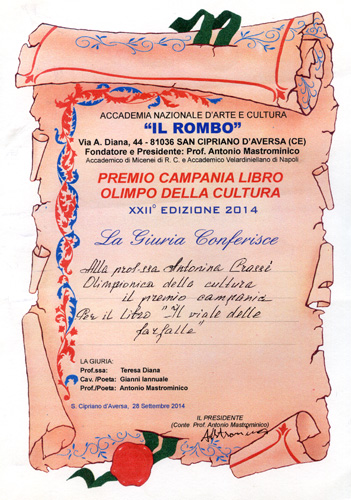 ACCADEMIA NAZIONALE D'ARTE E CULTURA
"IL ROMBO"
Via A. Diana, 44 - 81036 SAN CIPRIANO D'AVERSA (CE)
Fondatore e Presidente: Prof. Antonio Mastrominico
Accademico di Micenei di R. C. e Accademico Velardiniellano di Napoli
PREMIO CAMPANIA LIBRO
OLIMPO DELLA CULTURA
XXII° EDIZIONE 2014
La Giuria Conferisce
Alla prof.ssa Antonina
Olimpionica della cultura
il premio campania
Per il libro "Il viale delle
farfalle"
LA GIURIA:
Prof.ssa: Teresa Diana
Cav. /Poeta: Gianni Iannuale
Prof./Poeta: Antonio Mastrominico
S. Cipriano d'Aversa, 28 Settembre 2014
IL PRESIDENTE
(Conte. Prof. Antonio Mastrominico)